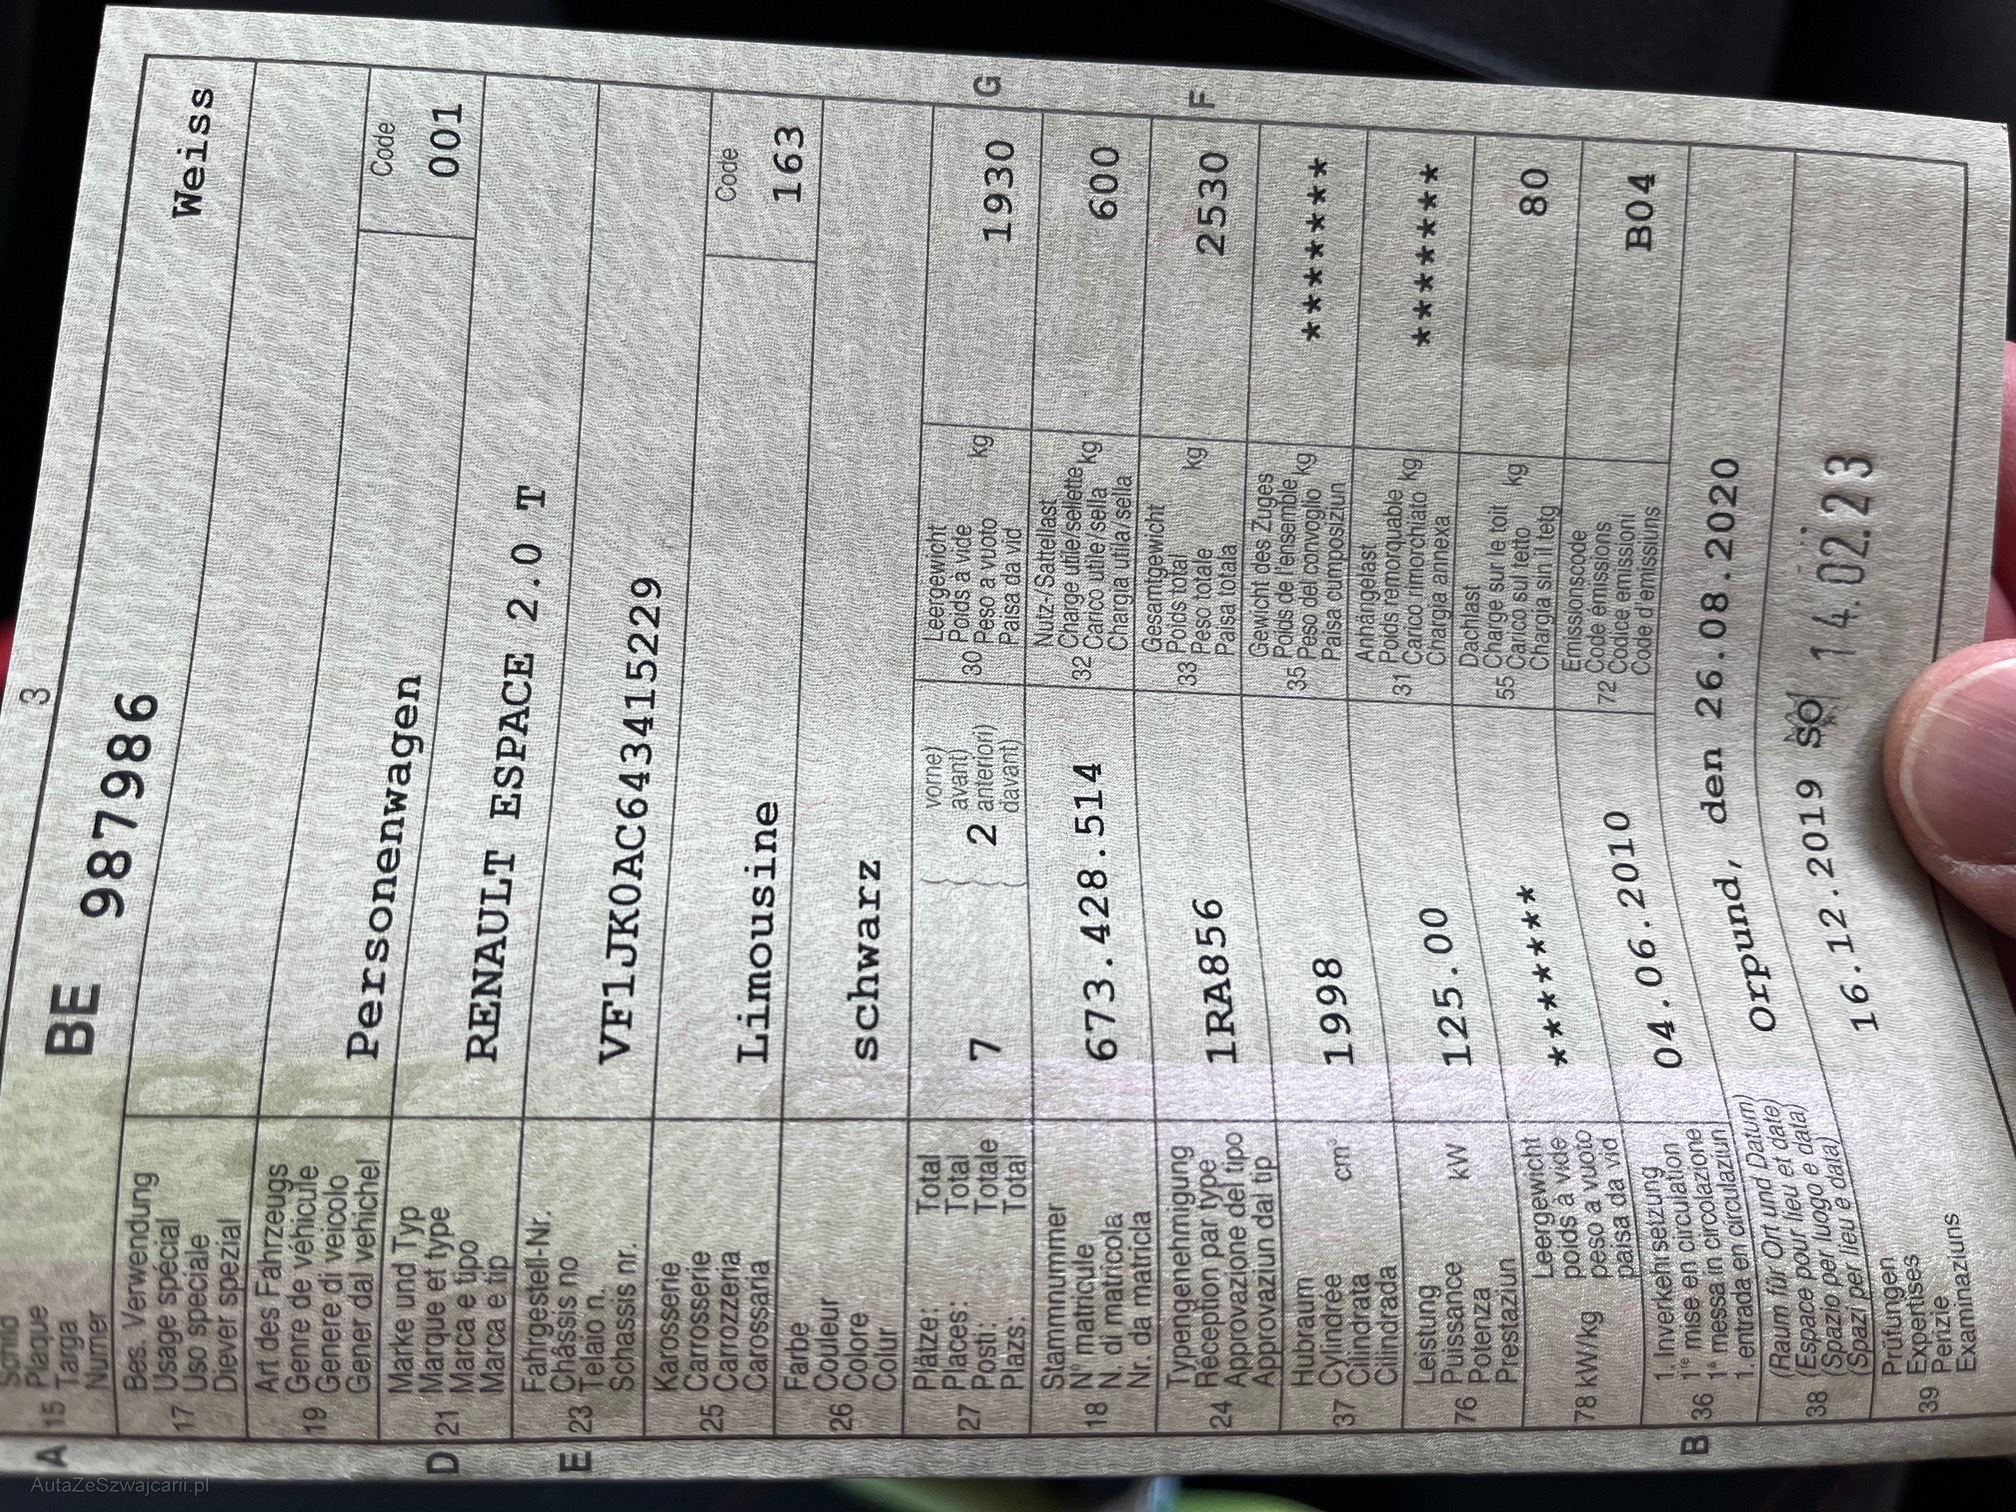 3
A 15 Schild
Plaque
Targa
Numer
BE 987986
Weiss
17 Bes. Verwendung
Usage spécial
Uso speciale
Diever spezial
19 Art des Fahrzeugs
Genre de véhicule
Genere di veicolo
Gener dal vehichel
Personenwagen
Code
001
D 21 Marke und Typ
Marque et type
Marca e tipo
Marca e tip
RENAULT ESPACE 2.0 T
E 23 Fahrgestell-Nr.
Châssis no
Telaio n.
Schassis nr.
VF1JK0AC643415229
25 Karosserie
Carrosserie
Carrozzeria
Carossaria
Limousine
Code
163
26 Farbe
Couleur
Colore
Colur
schwarz
27 Plätze: Total
Places: Total
Posti: Totale
Plazs: Total
7
2
vorne)
avant)
anteriori)
davant)
30 Leergewicht
Poids à vide
Peso a vuoto kg
Paisa da vid
1930
G
18 Stammnummer
N° matricule
N. di matricola
Nr. da matricla
673.428.514
32 Nutz-/Sattellast
Charge utile/sellette
Carico utile/sella kg
Chargia utila/sella
600
24 Typengenehmigung
Réception par type
Approvazione del tipo
Approvaziun dal tip
1RA856
33 Gesamtgewicht
Poids total
Peso totale kg
Paisa totala
2530
F
37 Hubraum
Cylindrée cm³
Cilindrata
Cilindrada
1998
35 Gewicht des Zuges
Poids de l'ensemble
Peso del convoglio kg
Paisa cumposiziun
*******
76 Leistung
Puissance kW
Potenza
Prestaziun
125.00
31 Anhängelast
Poids remorquable
Carico rimorchiato kg
Chargia annexa
*******
78 kW/kg Leergewicht
poids à vide
peso a vuoto
paisa da vid
*******
55 Dachlast
Charge sur le toit
Carico sul tetto kg
Chargia sin il tetg
80
B 36 1. Inverkehrsetzung
1re mise en circulation
1a messa in circolazione
1. entrada en circulaziun
04.06.2010
72 Emissionscode
Code émissions
Codice emissioni
Code d'emissiuns
B04
38 (Raum für Ort und Datum)
(Espace pour lieu et date)
(Spazio per luogo e data)
(Spazi per lieu e data)
Orpund, den 26.08.2020
39 Prüfungen
Expertises
Perizie
Examinazuns
16.12.2019 SO 14.02.23
AutaZeSzwajcarii.pl